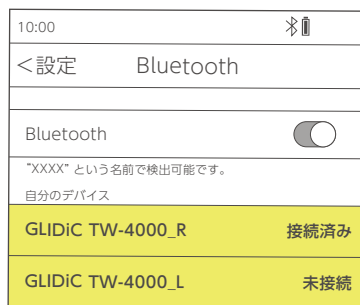 10:00
<設定 Bluetooth
Bluetooth
"XXXX" という名前で検出可能です。
自分のデバイス
GLIDiC TW-4000_R 接続済み
GLIDiC TW-4000_L 未接続